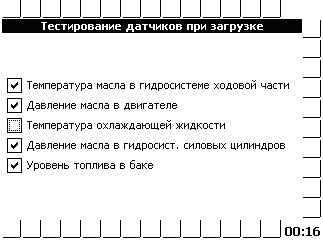 Тестирование датчиков при загрузке
Температура масла в гидросистеме ходовой части
Давление масла в двигателе
Температура охлаждающей жидкости
Давление масла в гидросист. силовых цилиндров
Уровень топлива в баке
00:16